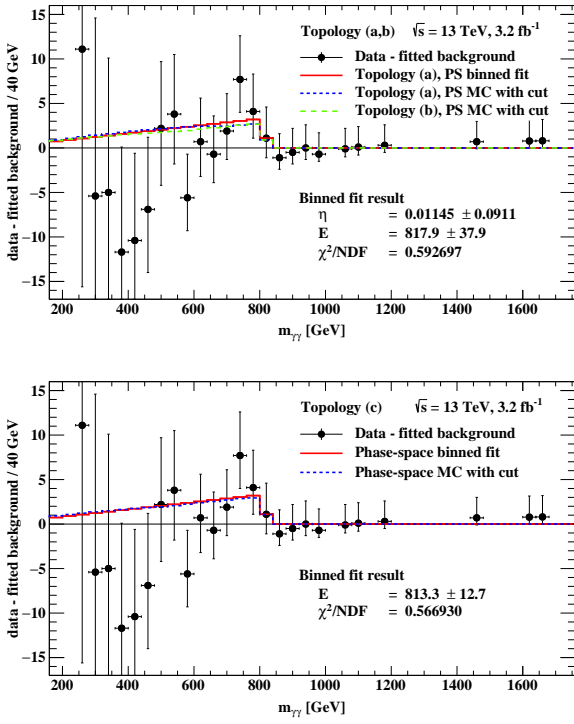 15
10
5
0
−5
−10
−15
data - fitted background / 40 GeV
Topology (a,b) √s = 13 TeV, 3.2 fb⁻¹
Data - fitted background
Topology (a), PS binned fit
Topology (a), PS MC with cut
Topology (b), PS MC with cut
Binned fit result
η = 0.01145 ± 0.0911
E = 817.9 ± 37.9
χ²/NDF = 0.592697
200 400 600 800 1000 1200 1400 1600
mγγ [GeV]
15
10
5
0
−5
−10
−15
data - fitted background / 40 GeV
Topology (c) √s = 13 TeV, 3.2 fb⁻¹
Data - fitted background
Phase-space binned fit
Phase-space MC with cut
Binned fit result
E = 813.3 ± 12.7
χ²/NDF = 0.566930
200 400 600 800 1000 1200 1400 1600
mγγ [GeV]